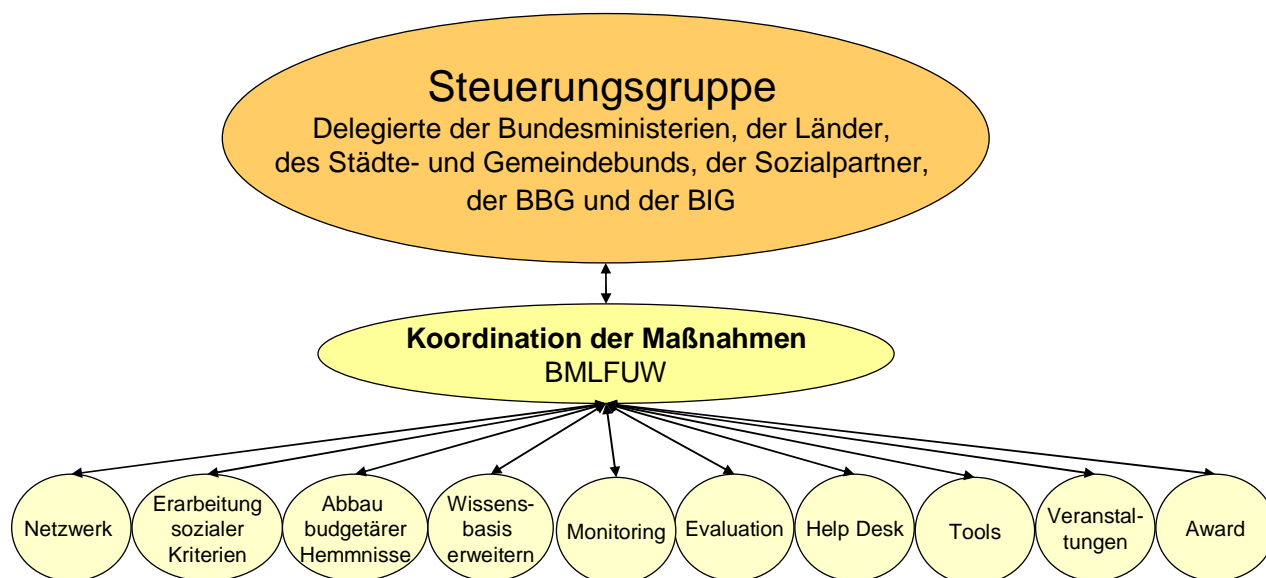 Steuerungsgruppe
Delegierte der Bundesministerien, der Länder,
des Städte- und Gemeindebunds, der Sozialpartner,
der BBG und der BIG
Koordination der Maßnahmen
BMLFUW
Netzwerk
Erarbeitung
sozialer
Kriterien
Abbau
budgetärer
Hemmnisse
Wissens-
basis
erweitern
Monitoring
Evaluation
Help Desk
Tools
Veranstal-
tungen
Award